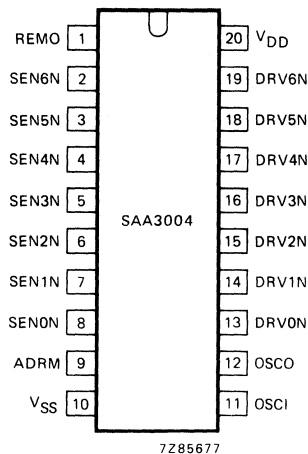 REMO 1 20 VDD
SEN6N 2 19 DRV6N
SEN5N 3 18 DRV5N
SEN4N 4 17 DRV4N
SEN3N 5 16 DRV3N
SAA3004
SEN2N 6 15 DRV2N
SEN1N 7 14 DRV1N
SEN0N 8 13 DRV0N
ADRM 9 12 OSCO
VSS 10 11 OSCI
7Z85677